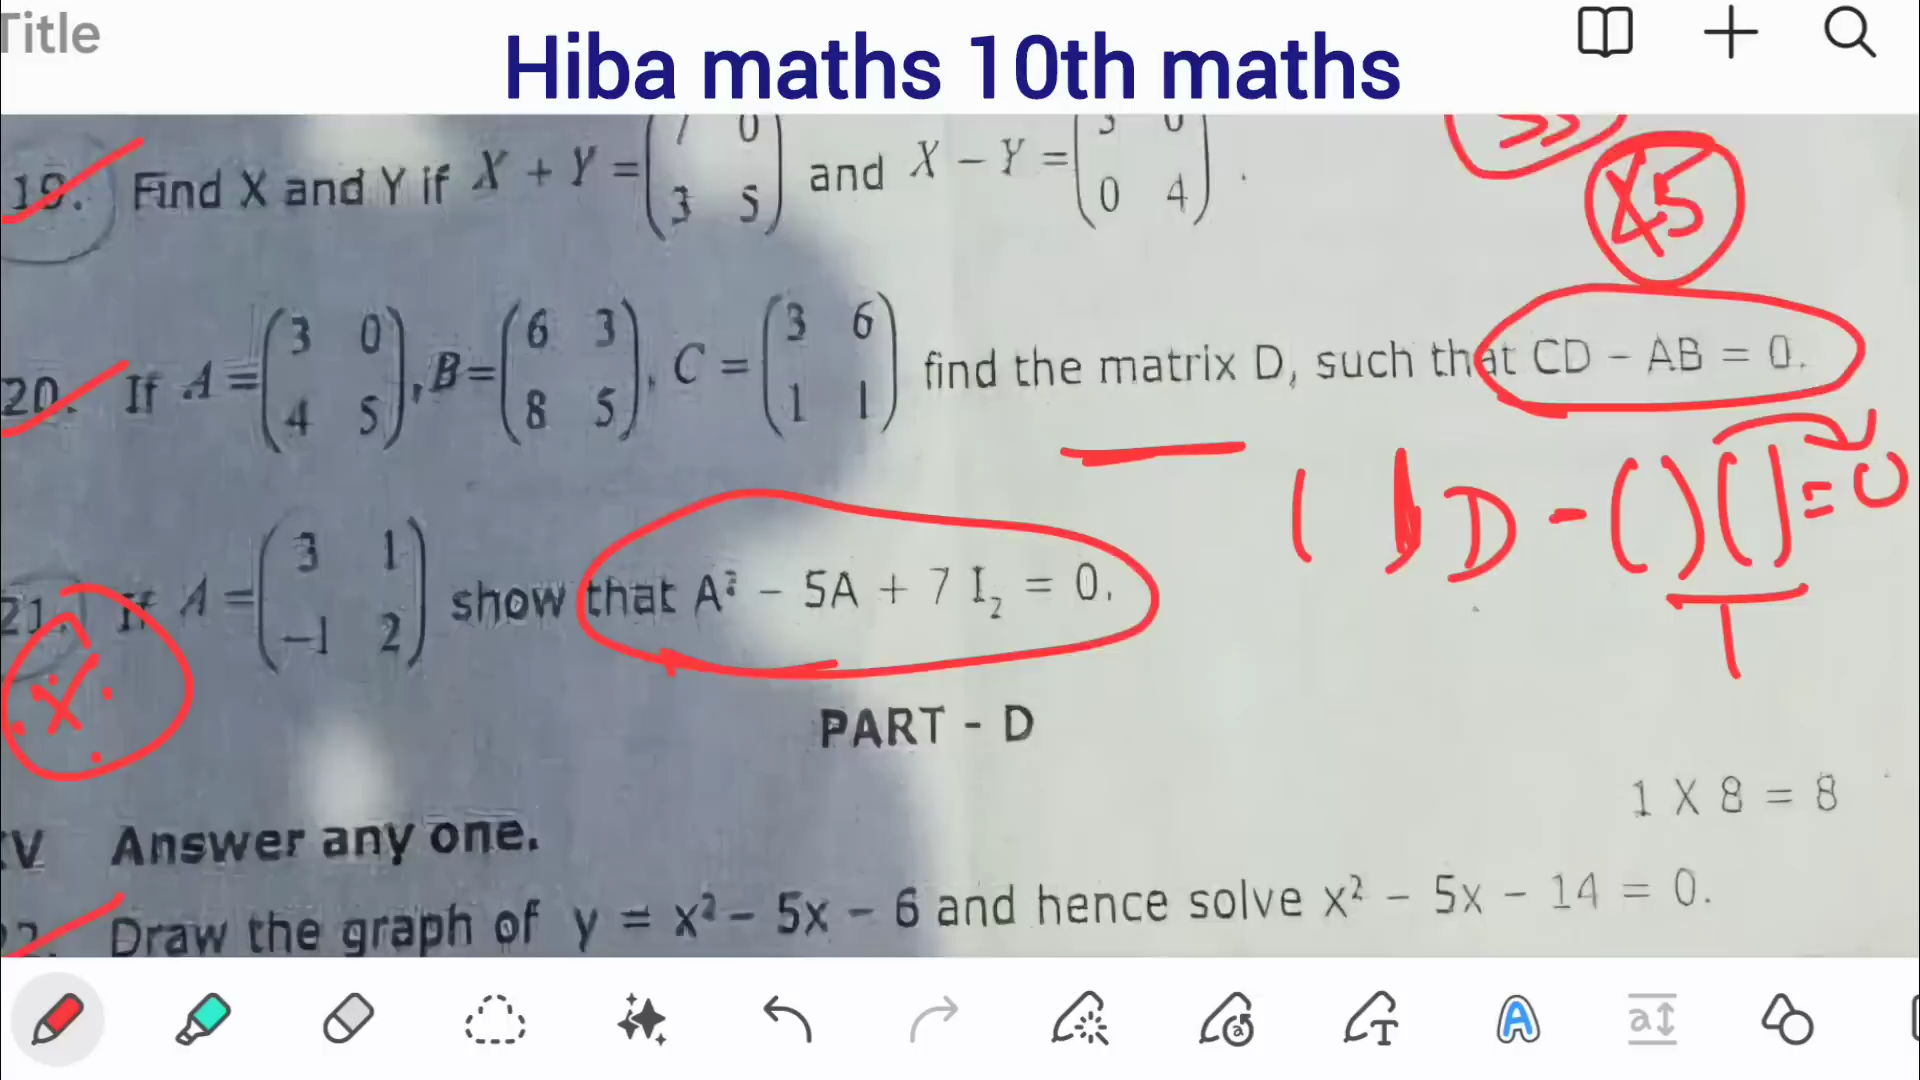 Title
Hiba maths 10th maths
19. Find X and Y if X + Y = (7 0 3 5) and X − Y = (3 0 0 4) .
X5
20. If A = (3 0 4 5), B = (6 3 8 5), C = (3 6 1 1) find the matrix D, such that CD − AB = 0.
( ) D − ( ) ( ) = 0
21. If A = (3 1 −1 2) show that A² − 5A + 7 I₂ = 0.
X
PART - D
1 X 8 = 8
Answer any one.
Draw the graph of y = x² − 5x − 6 and hence solve x² − 5x − 14 = 0.